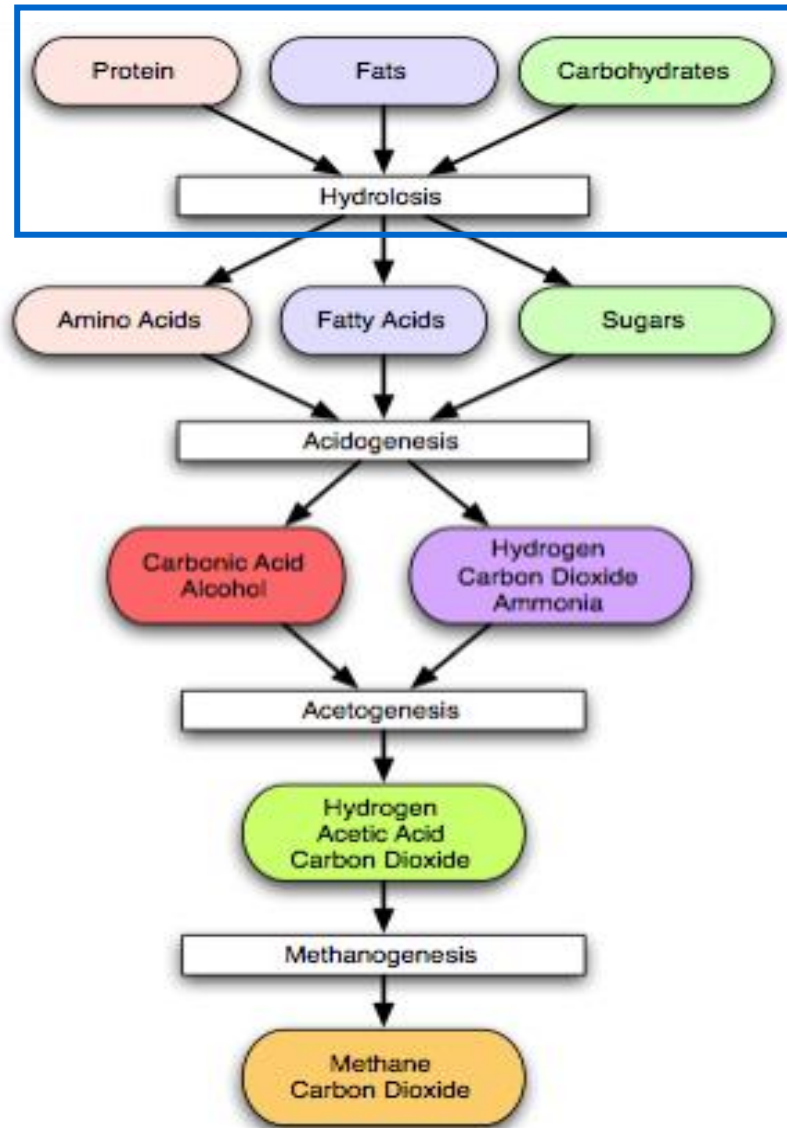 Protein
Fats
Carbohydrates
Hydrolosis
Amino Acids
Fatty Acids
Sugars
Acidogenesis
Carbonic Acid
Alcohol
Hydrogen
Carbon Dioxide
Ammonia
Acetogenesis
Hydrogen
Acetic Acid
Carbon Dioxide
Methanogenesis
Methane
Carbon Dioxide